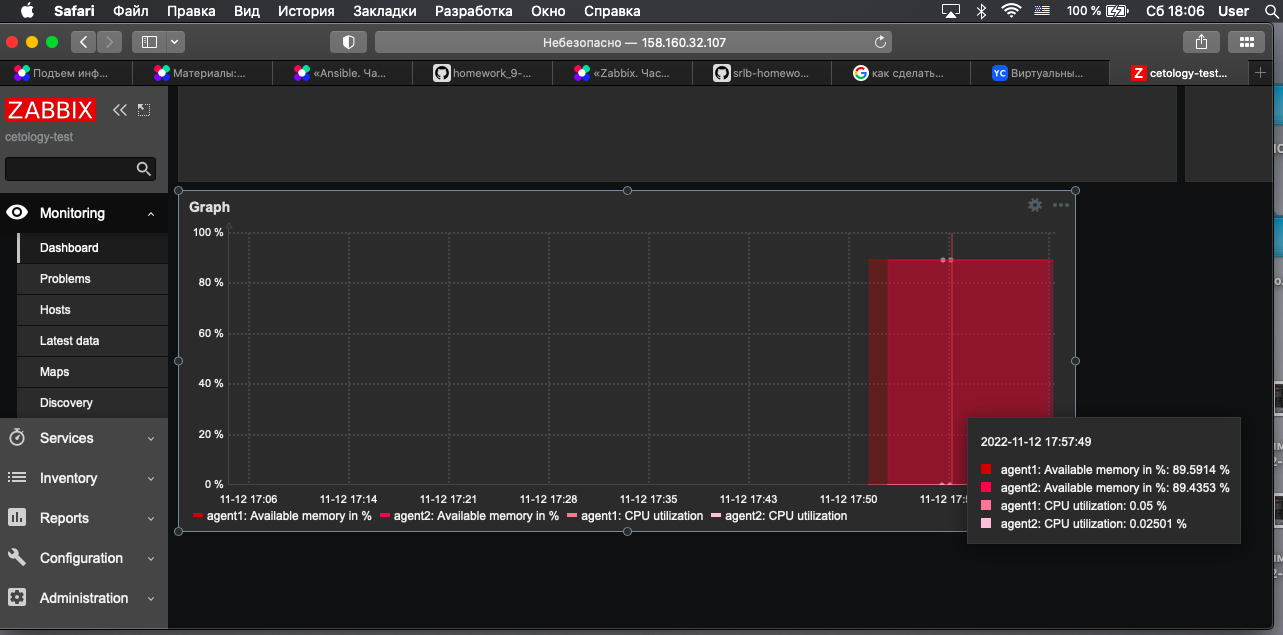 Safari Файл Правка Вид История Закладки Разработка Окно Справка 100 % Сб 18:06 User
Небезопасно — 158.160.32.107
Подъем инф... Материалы:... «Ansible. Ча... homework_9-... «Zabbix. Час... srlb-homewo... как сделать... YC Виртуальны... Z cetology-test...
ZABBIX
cetology-test
Monitoring
Dashboard
Problems
Hosts
Latest data
Maps
Discovery
Services
Inventory
Reports
Configuration
Administration
Graph
100 %
80 %
60 %
40 %
20 %
0 %
11-12 17:06 11-12 17:14 11-12 17:21 11-12 17:28 11-12 17:35 11-12 17:43 11-12 17:50 11-12 17:5
agent1: Available memory in % agent2: Available memory in % agent1: CPU utilization agent2: CPU utilization
2022-11-12 17:57:49
agent1: Available memory in %: 89.5914 %
agent2: Available memory in %: 89.4353 %
agent1: CPU utilization: 0.05 %
agent2: CPU utilization: 0.02501 %